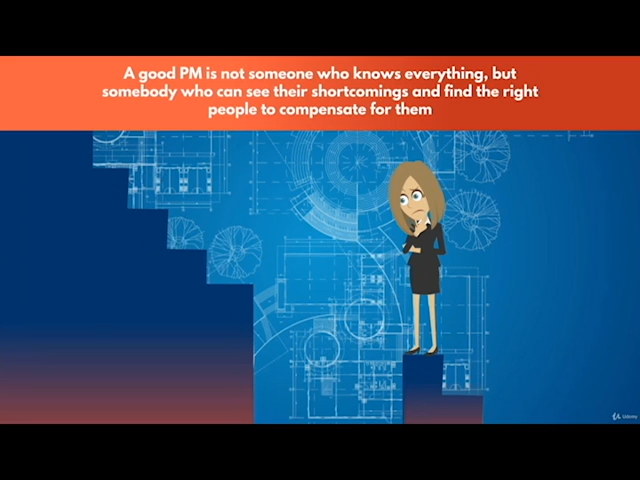 A good PM is not someone who knows everything, but
somebody who can see their shortcomings and find the right
people to compensate for them
Udemy